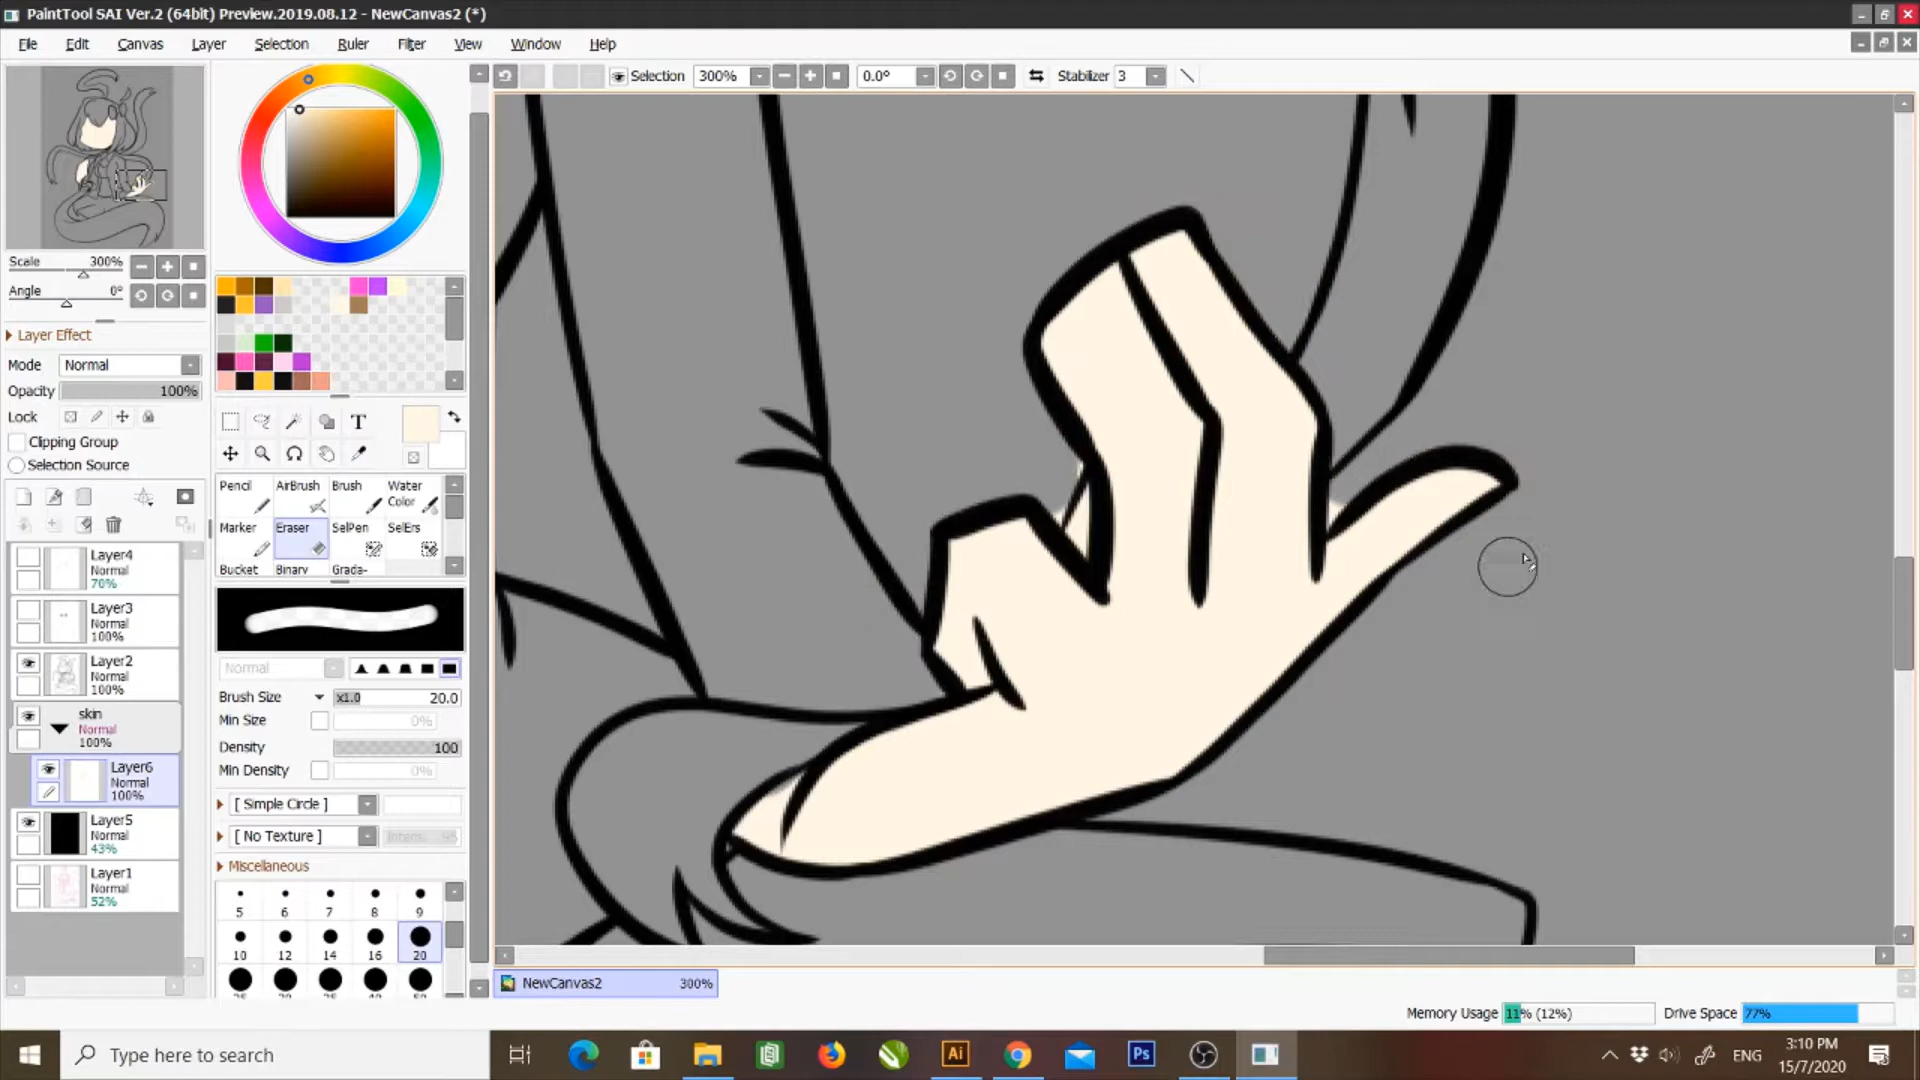 PaintTool SAI Ver.2 (64bit) Preview.2019.08.12 - NewCanvas2 (*)
File Edit Canvas Layer Selection Ruler Filter View Window Help
Selection 300% 0.0° Stabilizer 3
Scale 300%
Angle 0°
Layer Effect
Mode Normal
Opacity 100%
Lock
Clipping Group
Selection Source
T
Pencil AirBrush Brush Water Color
Marker Eraser SelPen SelErs
Bucket Binary Grada-
Layer4
Normal
70%
Layer3
Normal
100%
Layer2
Normal
100%
skin
Normal
100%
Layer6
Normal
100%
Layer5
Normal
43%
Layer1
Normal
52%
Normal
Brush Size x1.0 20.0
Min Size 0%
Density 100
Min Density 0%
[ Simple Circle ]
[ No Texture ]
Miscellaneous
5 6 7 8 9
10 12 14 16 20
NewCanvas2 300%
Memory Usage 11% (12%) Drive Space 77%
Type here to search
Ai
Ps
ENG
3:10 PM
15/7/2020